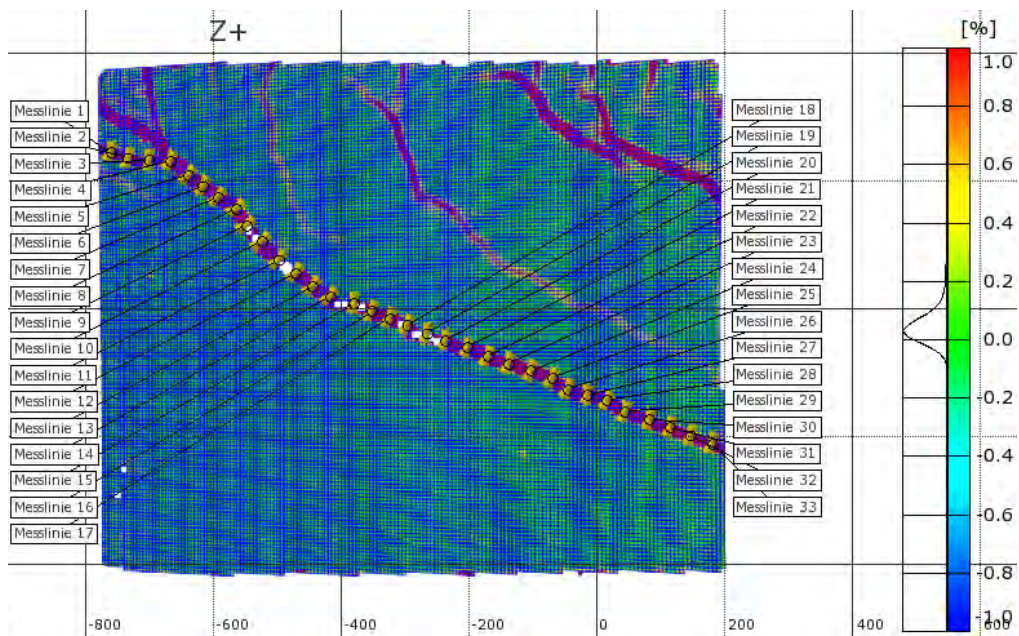 Z+
[%]
Messlinie 1
Messlinie 2
Messlinie 3
Messlinie 4
Messlinie 5
Messlinie 6
Messlinie 7
Messlinie 8
Messlinie 9
Messlinie 10
Messlinie 11
Messlinie 12
Messlinie 13
Messlinie 14
Messlinie 15
Messlinie 16
Messlinie 17
Messlinie 18
Messlinie 19
Messlinie 20
Messlinie 21
Messlinie 22
Messlinie 23
Messlinie 24
Messlinie 25
Messlinie 26
Messlinie 27
Messlinie 28
Messlinie 29
Messlinie 30
Messlinie 31
Messlinie 32
Messlinie 33
1.0
0.8
0.6
0.4
0.2
0.0
-0.2
-0.4
-0.6
-0.8
-1.0
-800 -600 -400 -200 0 200 400 600